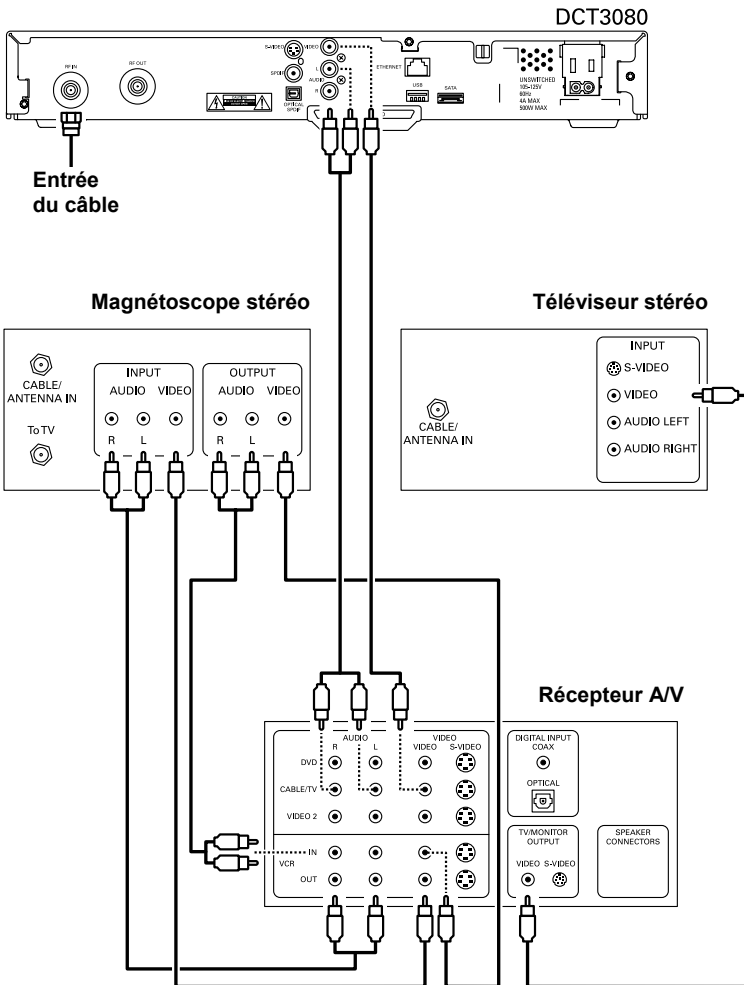 DCT3080
RF IN
RF OUT
S-VIDEO
VIDEO
SPDIF
L
AUDIO
R
OPTICAL
SPDIF
CAUTION
ETHERNET
USB
SATA
UNSWITCHED
105-125V
60Hz
4A MAX
500W MAX
Entrée
du câble
Magnétoscope stéréo
CABLE/
ANTENNA IN
To TV
INPUT
AUDIO VIDEO
R L
OUTPUT
AUDIO VIDEO
R L
Téléviseur stéréo
CABLE/
ANTENNA IN
INPUT
S-VIDEO
VIDEO
AUDIO LEFT
AUDIO RIGHT
Récepteur A/V
AUDIO
R L
VIDEO
VIDEO S-VIDEO
DVD
CABLE/TV
VIDEO 2
IN
VCR
OUT
DIGITAL INPUT
COAX
OPTICAL
TV/MONITOR
OUTPUT
VIDEO S-VIDEO
SPEAKER
CONNECTORS